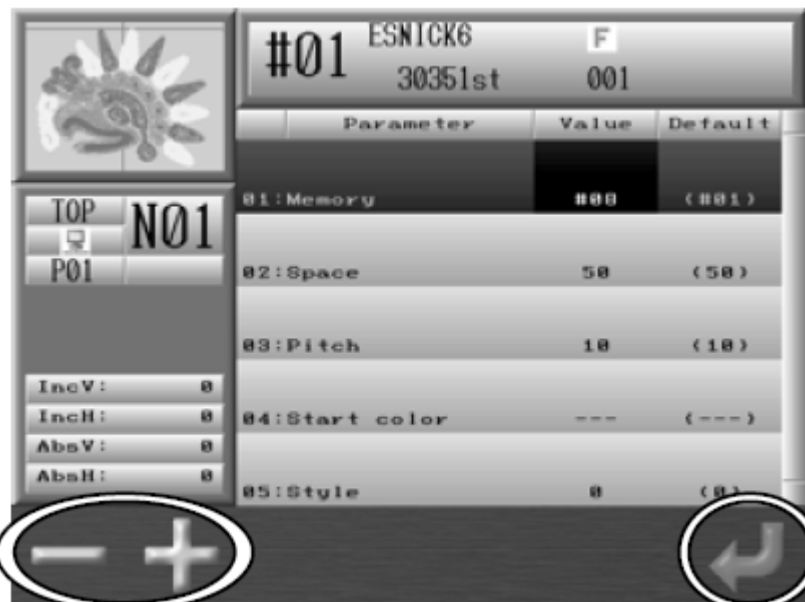 #01 ESNICK6 F
30351st 001
Parameter Value Default
01:Memory #08 (#01)
02:Space 50 (50)
03:Pitch 10 (10)
04:Start color --- (---)
05:Style 0 (0)
TOP N01
P01
IncV: 0
IncH: 0
AbsV: 0
AbsH: 0